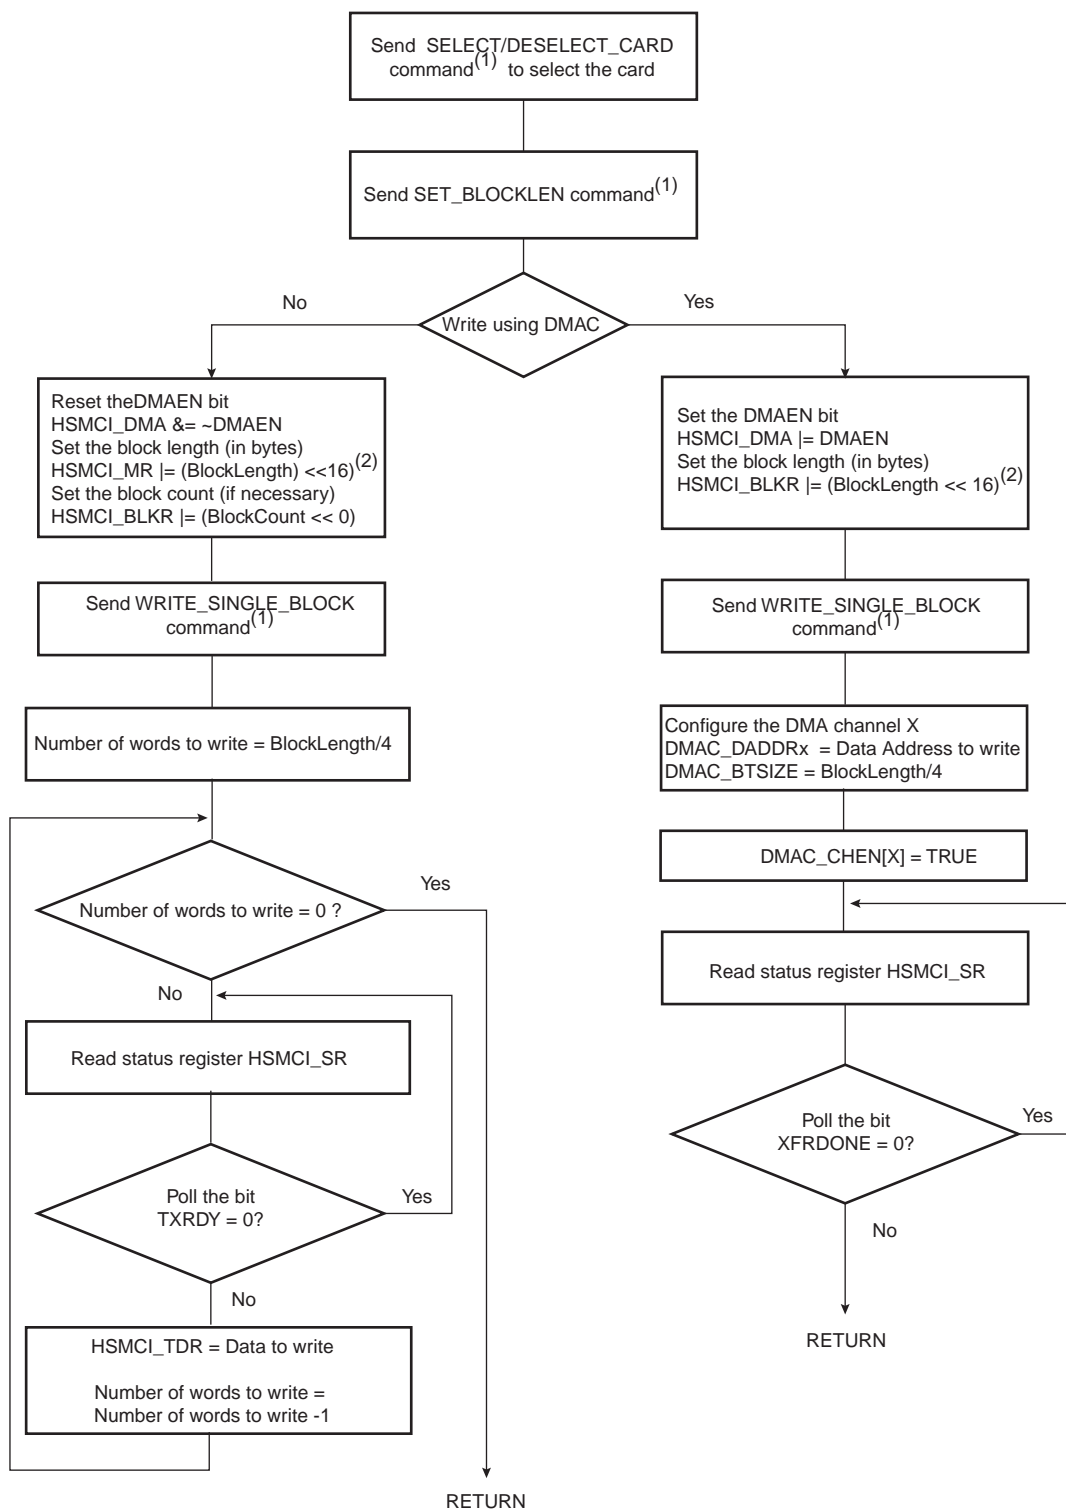 Send SELECT/DESELECT_CARD
command(1) to select the card
Send SET_BLOCKLEN command(1)
No
Yes
Write using DMAC
Reset theDMAEN bit
HSMCI_DMA &= ~DMAEN
Set the block length (in bytes)
HSMCI_MR |= (BlockLength) <<16)(2)
Set the block count (if necessary)
HSMCI_BLKR |= (BlockCount << 0)
Set the DMAEN bit
HSMCI_DMA |= DMAEN
Set the block length (in bytes)
HSMCI_BLKR |= (BlockLength << 16)(2)
Send WRITE_SINGLE_BLOCK
command(1)
Send WRITE_SINGLE_BLOCK
command(1)
Number of words to write = BlockLength/4
Configure the DMA channel X
DMAC_DADDRx = Data Address to write
DMAC_BTSIZE = BlockLength/4
DMAC_CHEN[X] = TRUE
Yes
Number of words to write = 0 ?
Read status register HSMCI_SR
No
Read status register HSMCI_SR
Poll the bit
XFRDONE = 0?
Yes
Poll the bit
TXRDY = 0?
Yes
No
No
HSMCI_TDR = Data to write
Number of words to write =
Number of words to write -1
RETURN
RETURN